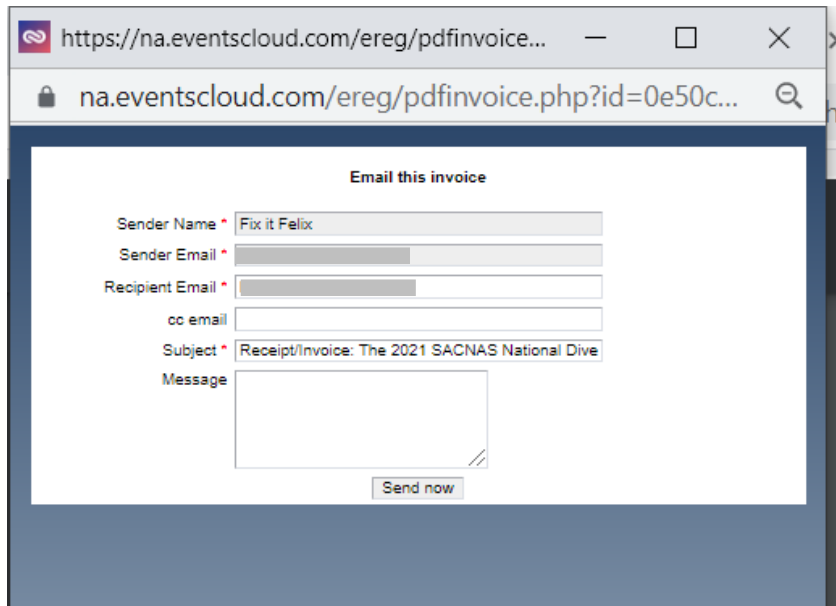 https://na.eventscloud.com/ereg/pdfinvoice...
na.eventscloud.com/ereg/pdfinvoice.php?id=0e50c...
Email this invoice
Sender Name * Fix it Felix
Sender Email *
Recipient Email *
cc email
Subject * Receipt/Invoice: The 2021 SACNAS National Dive
Message
Send now